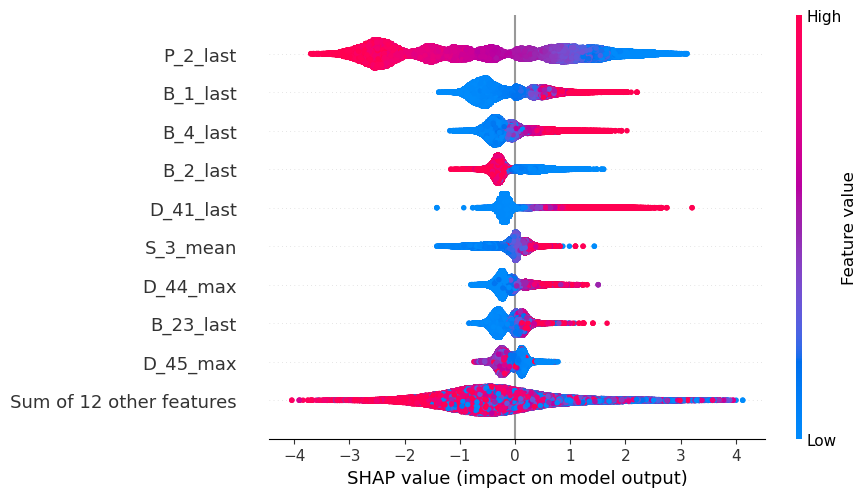 High
P_2_last
B_1_last
B_4_last
B_2_last
D_41_last
S_3_mean
D_44_max
B_23_last
D_45_max
Sum of 12 other features
Feature value
Low
−4 −3 −2 −1 0 1 2 3 4
SHAP value (impact on model output)